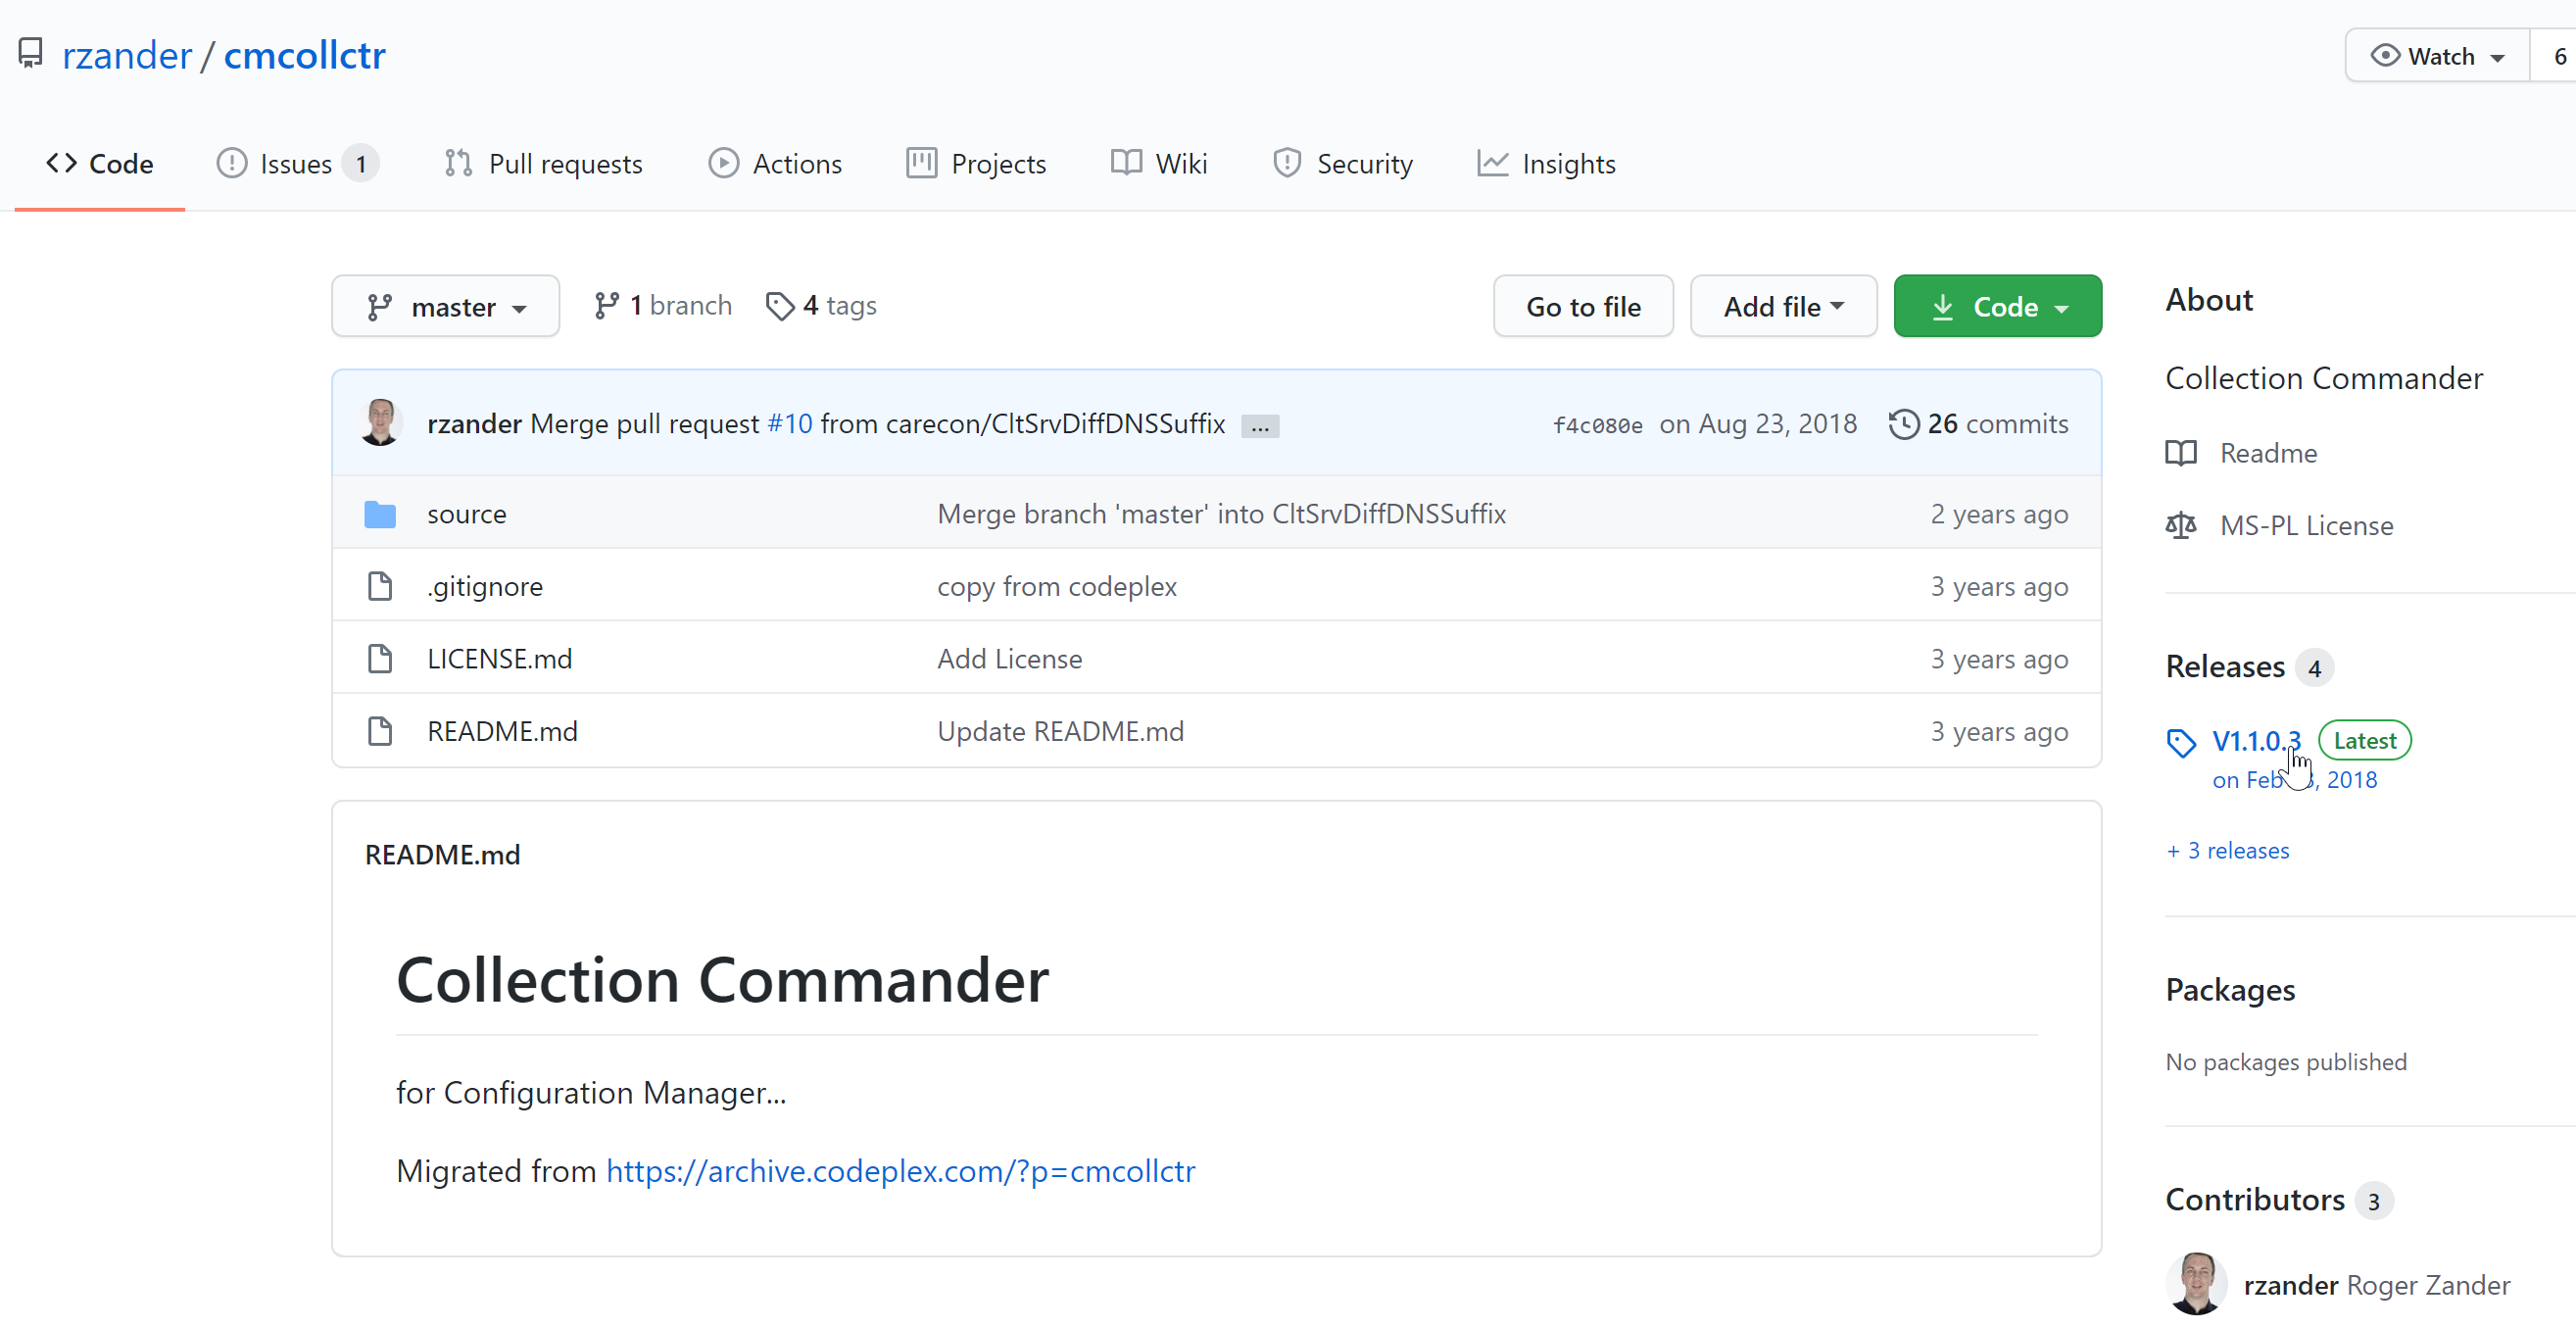 rzander / cmcollctr
Watch 6
Code
Issues 1
Pull requests
Actions
Projects
Wiki
Security
Insights
master
1 branch
4 tags
Go to file
Add file
Code
rzander Merge pull request #10 from carecon/CltSrvDiffDNSSuffix ...
f4c080e on Aug 23, 2018
26 commits
source Merge branch 'master' into CltSrvDiffDNSSuffix 2 years ago
.gitignore copy from codeplex 3 years ago
LICENSE.md Add License 3 years ago
README.md Update README.md 3 years ago
README.md
Collection Commander
for Configuration Manager...
Migrated from https://archive.codeplex.com/?p=cmcollctr
About
Collection Commander
Readme
MS-PL License
Releases 4
V1.1.0.3 Latest
on Feb , 2018
+ 3 releases
Packages
No packages published
Contributors 3
rzander Roger Zander